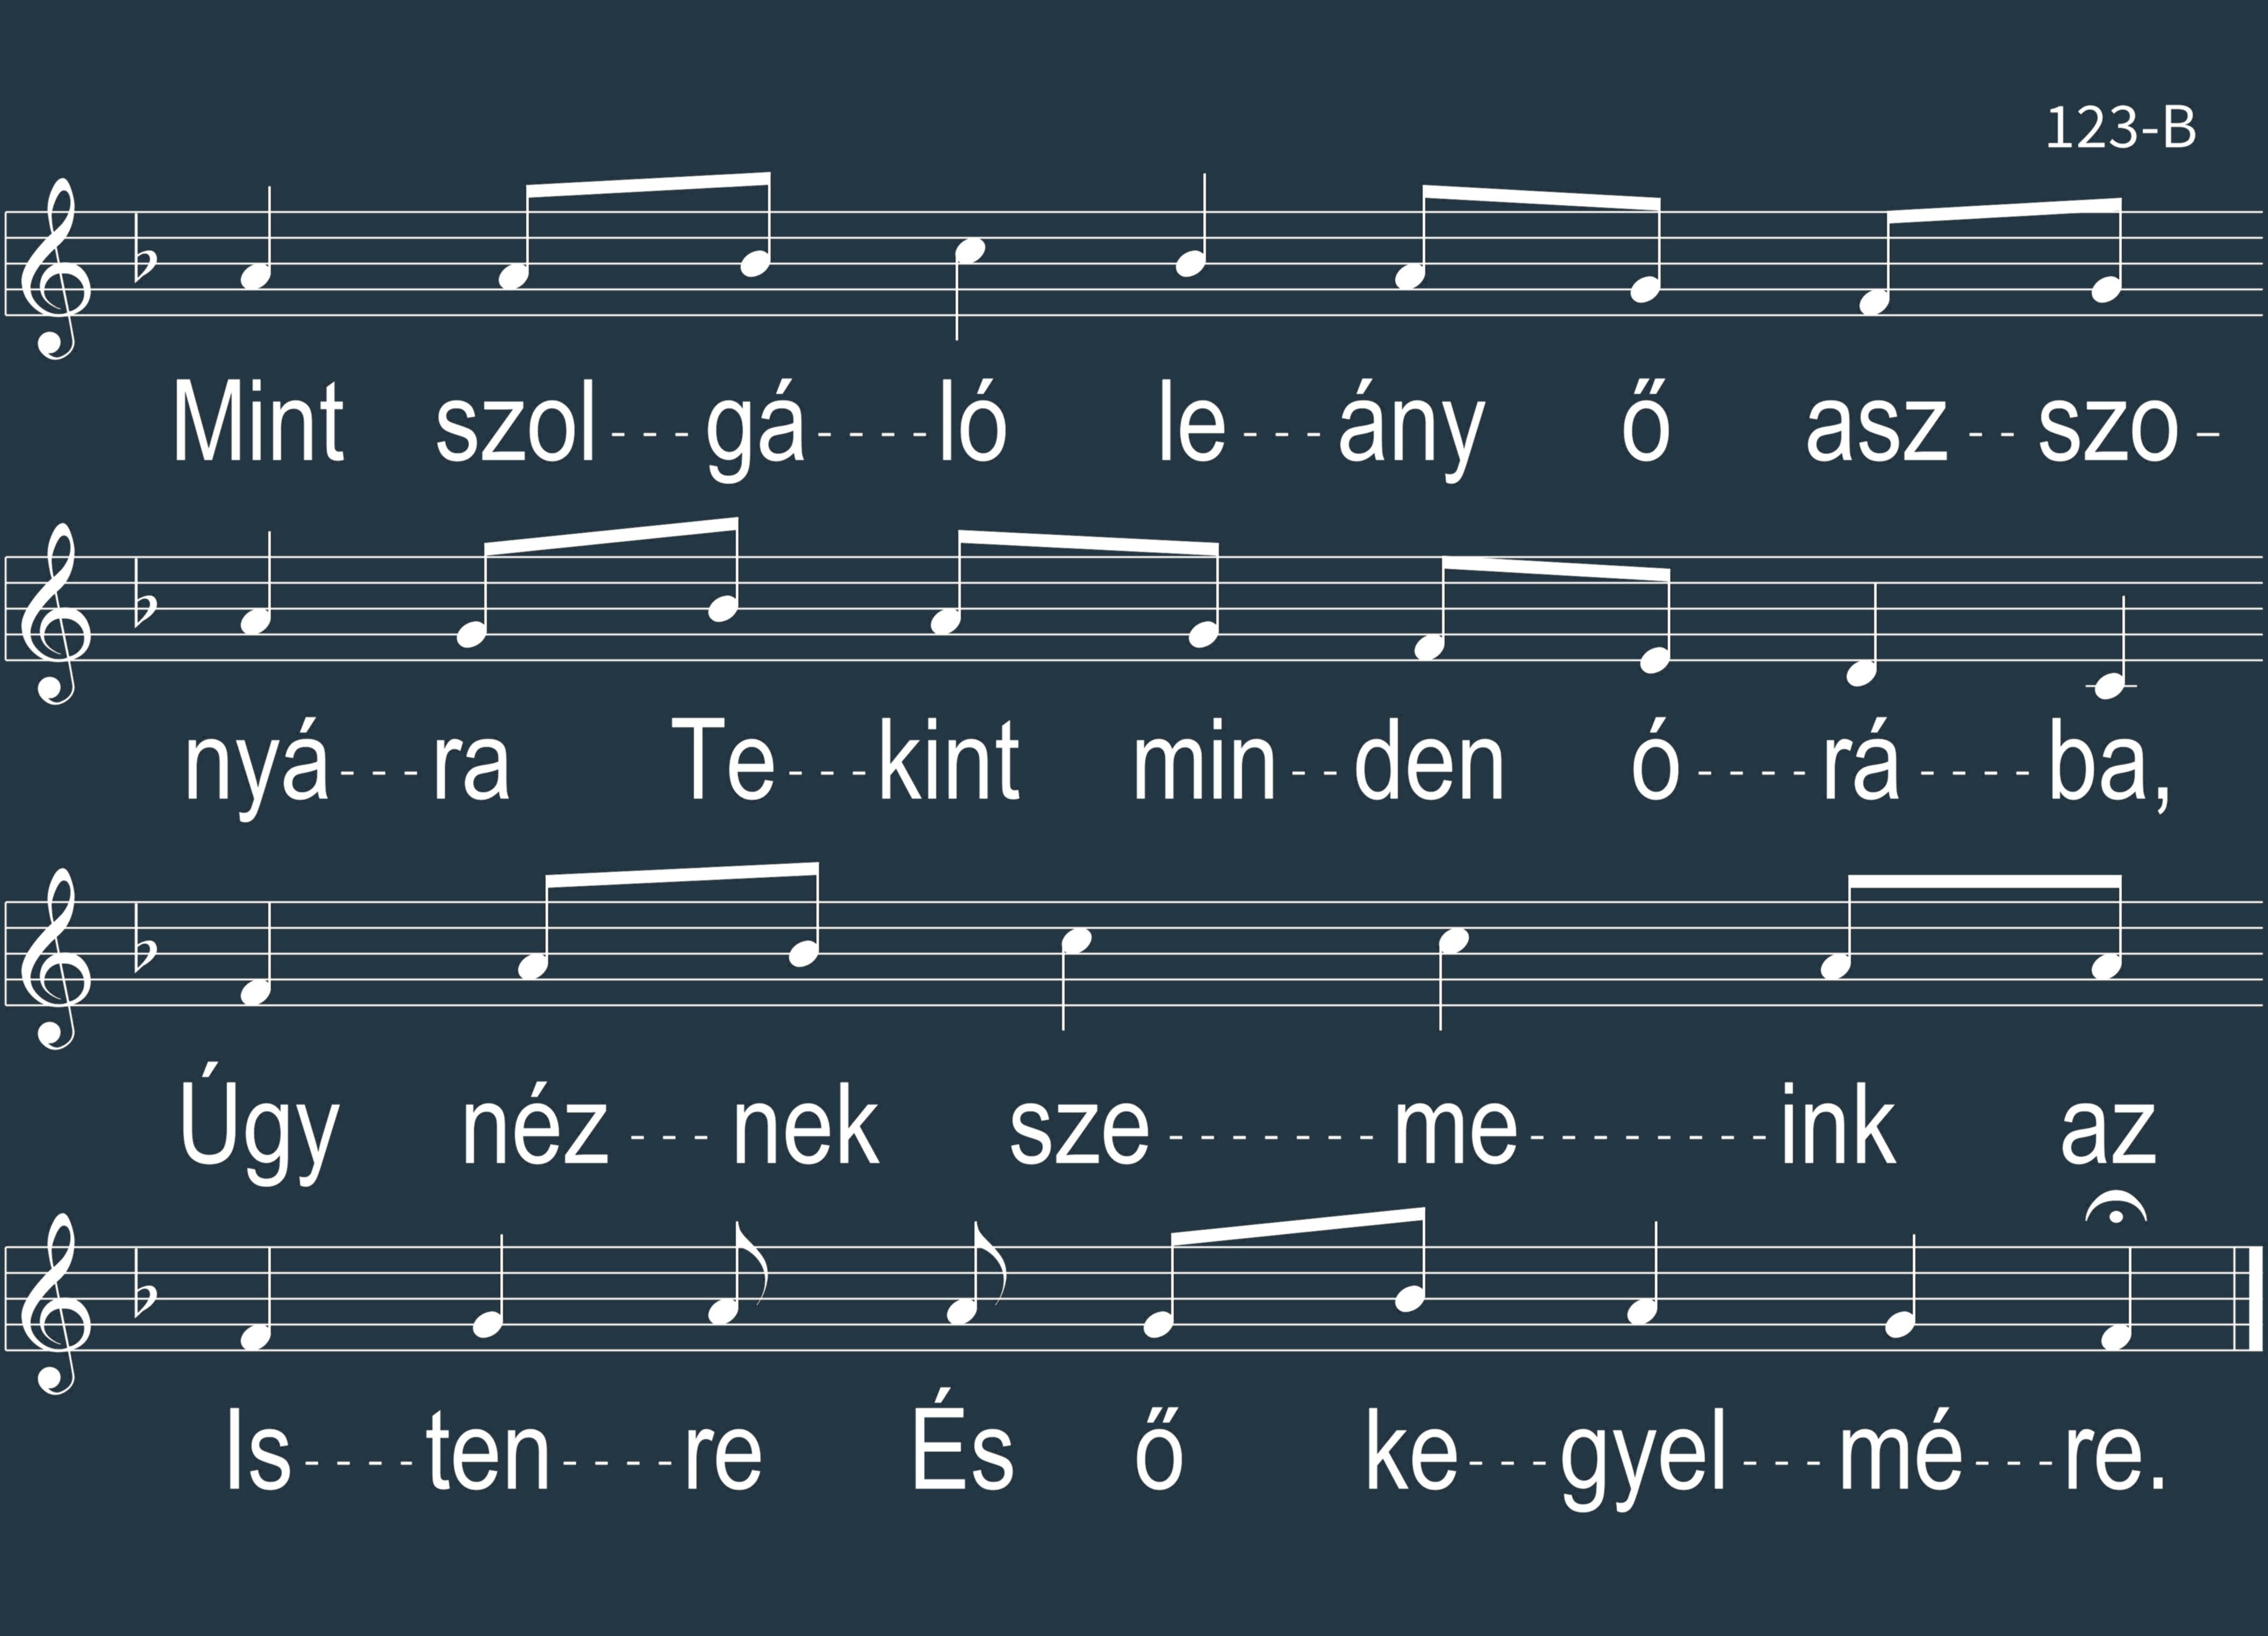 123-B
Mint szol---gá----ló le---ány ő asz--szo-
nyá---ra Te---kint min--den ó----rá----ba,
Úgy néz---nek sze-------me--------ink az
Is----ten----re És ő ke---gyel---mé---re.